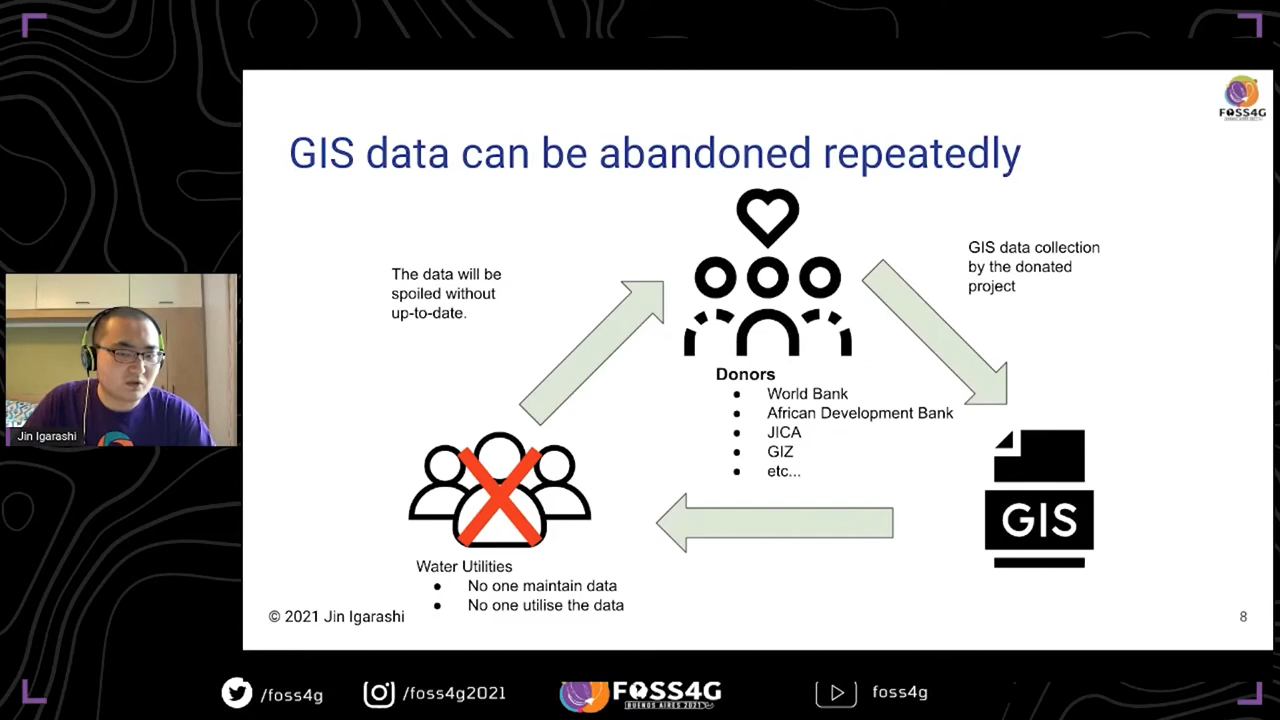 FOSS4G
GIS data can be abandoned repeatedly
The data will be
spoiled without
up-to-date.
GIS data collection
by the donated
project
Donors
● World Bank
● African Development Bank
● JICA
● GIZ
● etc...
GIS
Water Utilities
● No one maintain data
● No one utilise the data
© 2021 Jin Igarashi
8
Jin Igarashi
/foss4g
/foss4g2021
FOSS4G
BUENOS AIRES 2021
foss4g